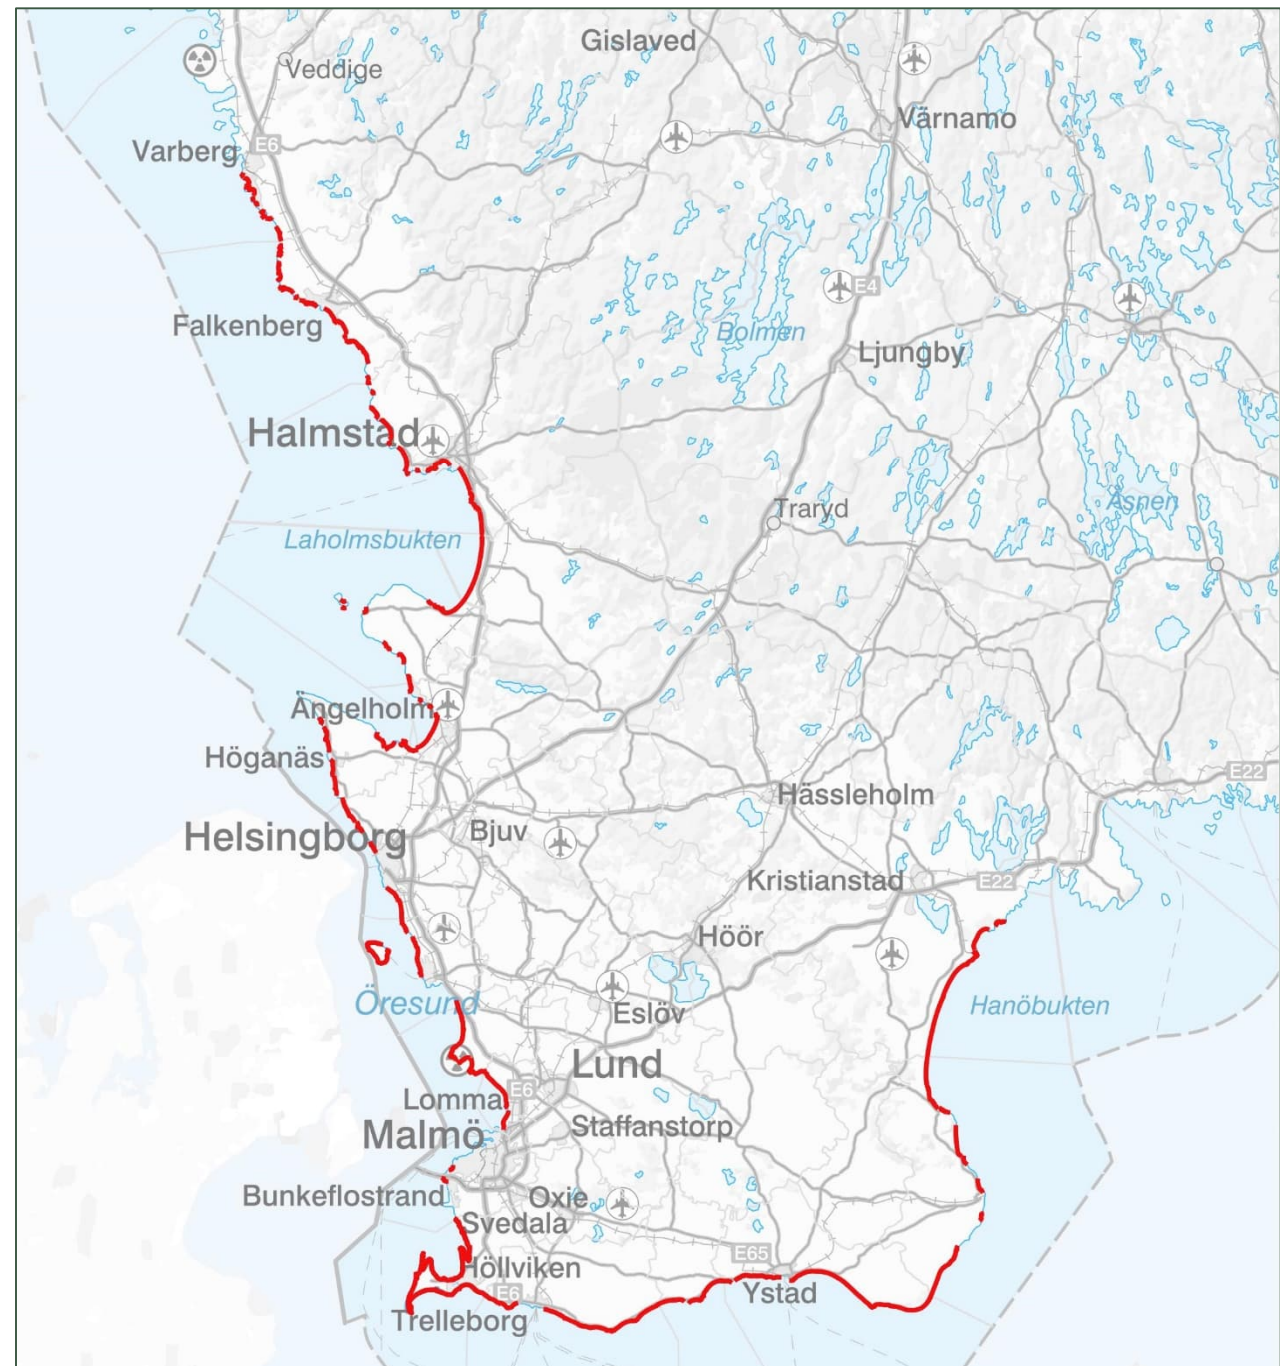 Gislaved
Veddige
Värnamo
Varberg
E6
E4
Falkenberg
Bolmen
Ljungby
Halmstad
Traryd
Åsnen
Laholmsbukten
Ängelholm
Höganäs
E22
Hässleholm
Helsingborg
Bjuv
Kristianstad
E22
Höör
Öresund
Eslöv
Hanöbukten
Lund
E6
Lomma
Malmö
Staffanstorp
Bunkeflostrand
Oxie
Svedala
E65
Höllviken
E6
Ystad
Trelleborg